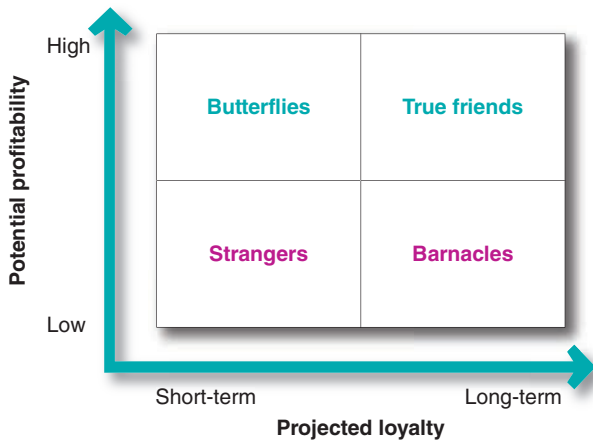 High
Potential profitability
Butterflies
True friends
Strangers
Barnacles
Low
Short-term
Long-term
Projected loyalty